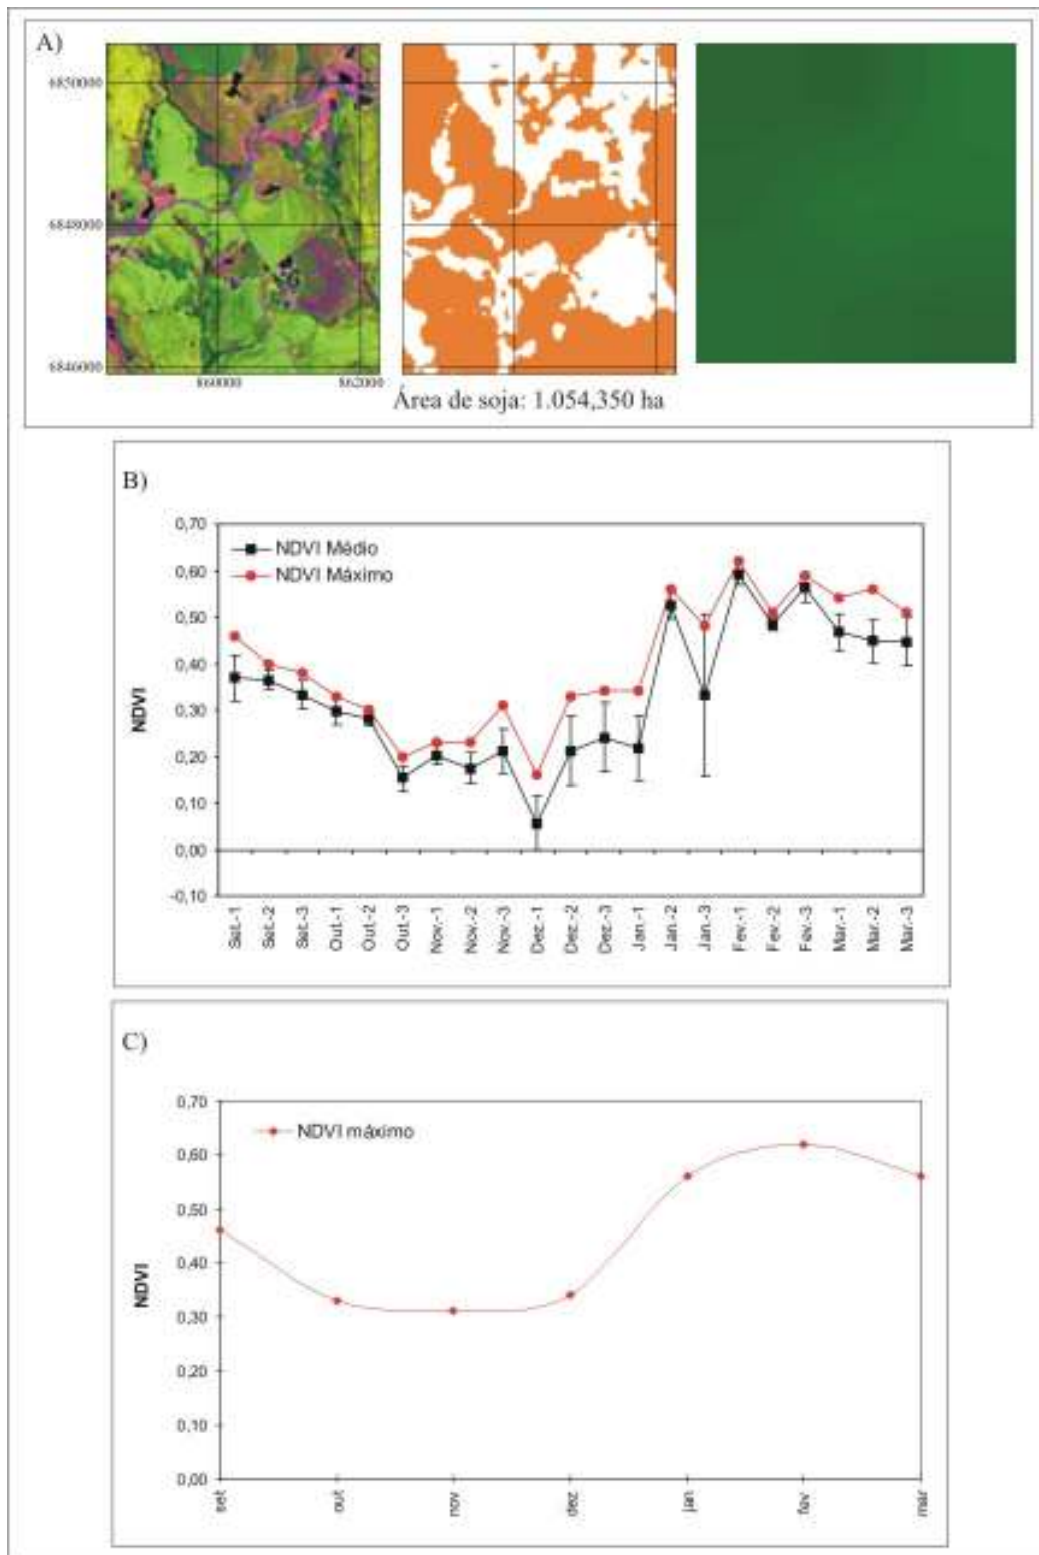 A)
6850000
6848000
6846000
860000 862000
Área de soja: 1.054,350 ha
B)
0,70
0,60
0,50
0,40
0,30
0,20
0,10
0,00
-0,10
NDVI
NDVI Médio
NDVI Máximo
Set.-1
Set.-2
Set.-3
Out.-1
Out.-2
Out.-3
Nov.-1
Nov.-2
Nov.-3
Dez.-1
Dez.-2
Dez.-3
Jan.-1
Jan.-2
Jan.-3
Fev.-1
Fev.-2
Fev.-3
Mar.-1
Mar.-2
Mar.-3
C)
0,70
0,60
0,50
0,40
0,30
0,20
0,10
0,00
NDVI
NDVI máximo
set
out
nov
dez
jan
fev
mar